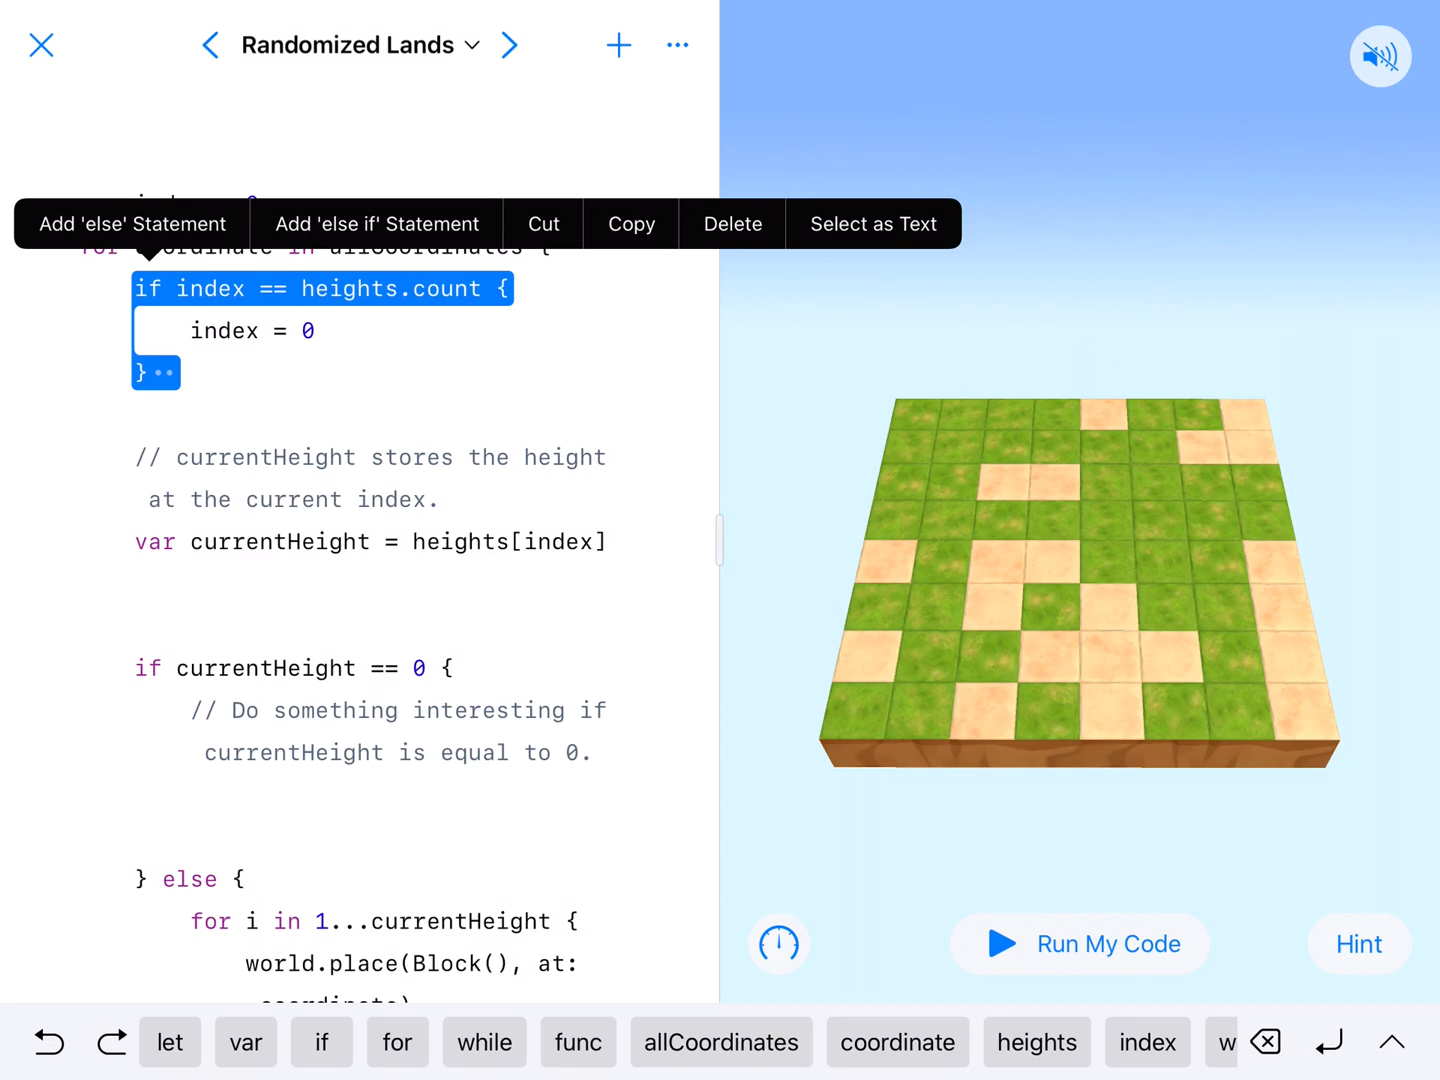 Randomized Lands
Add 'else' Statement
Add 'else if' Statement
Cut
Copy
Delete
Select as Text
if index == heights.count {
index = 0
}
// currentHeight stores the height
at the current index.
var currentHeight = heights[index]
if currentHeight == 0 {
// Do something interesting if
currentHeight is equal to 0.
} else {
for i in 1...currentHeight {
world.place(Block(), at:
coordinate)
Run My Code
Hint
let
var
if
for
while
func
allCoordinates
coordinate
heights
index
w